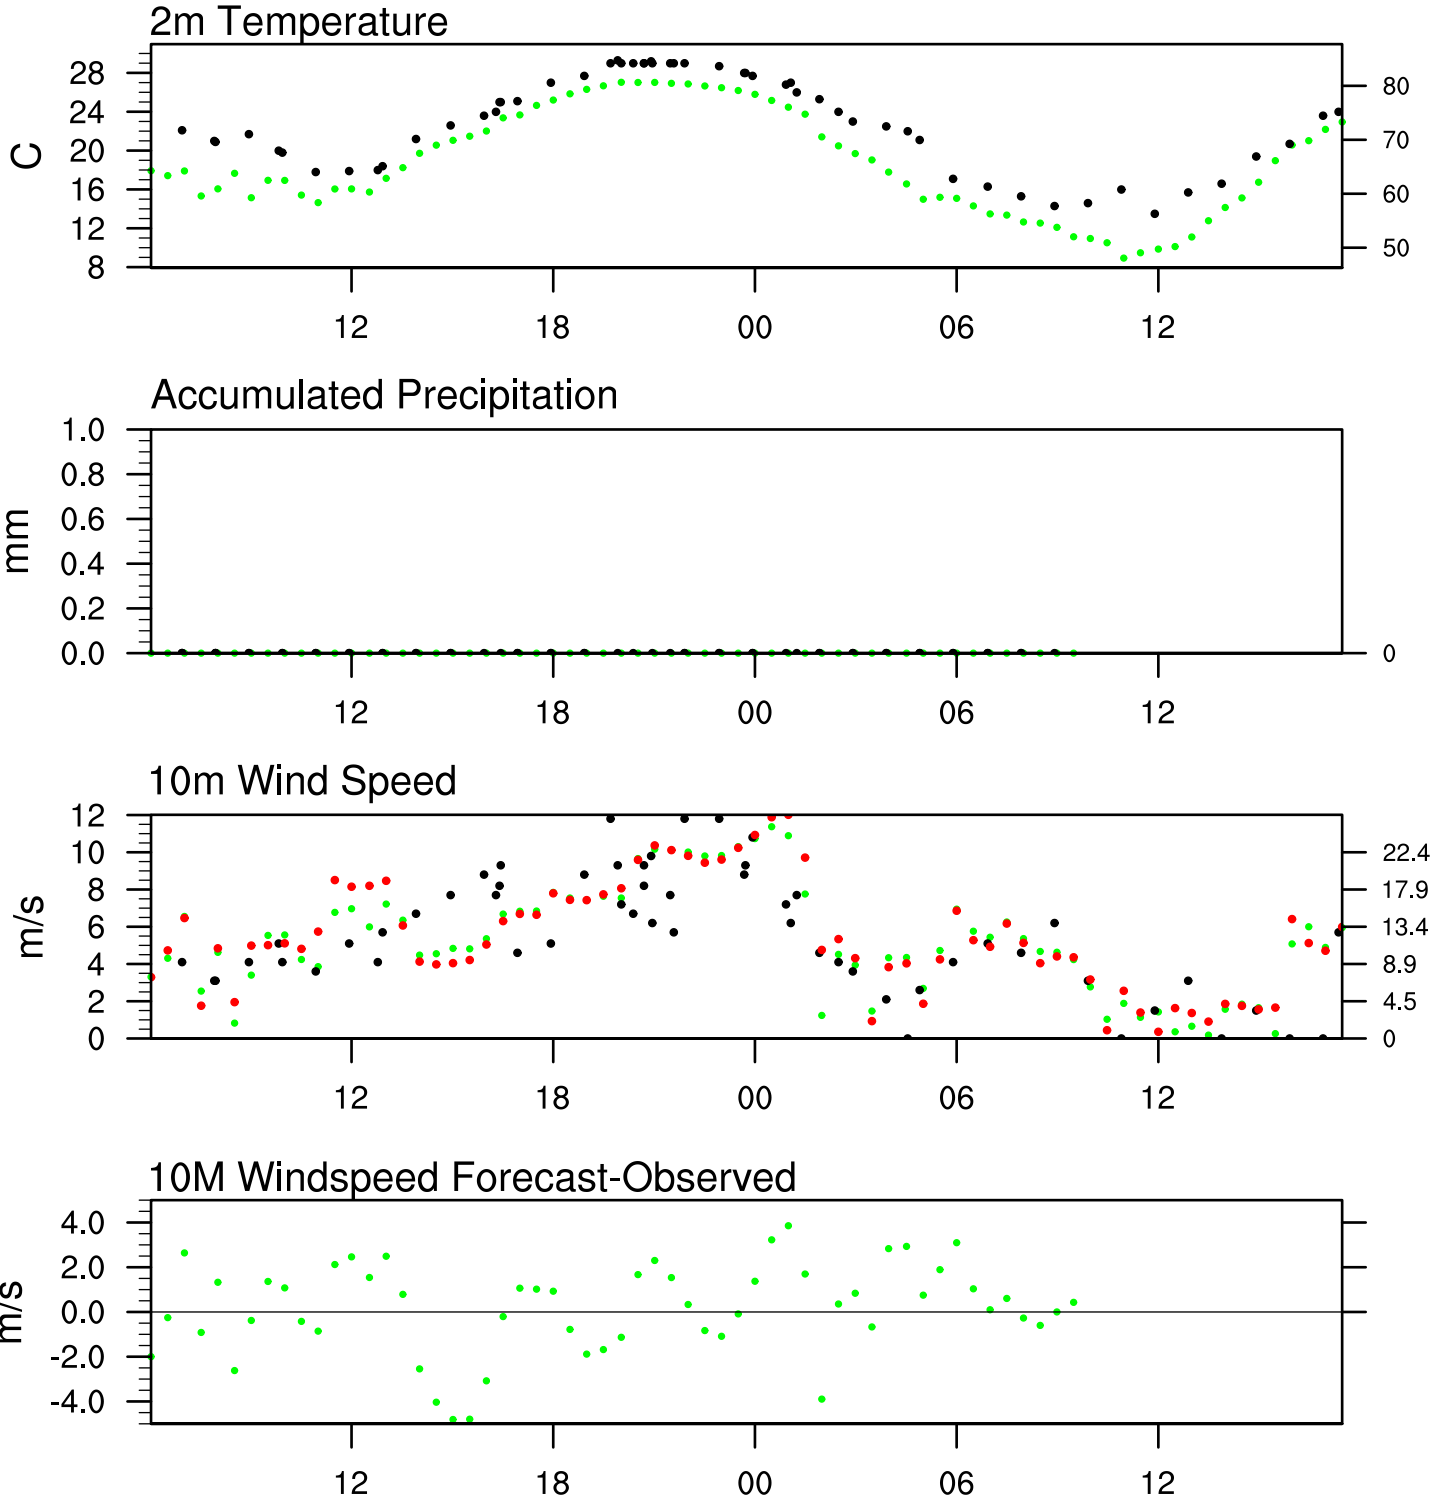 2m Temperature
C
28
24
20
16
12
8
80
70
60
50
12 18 00 06 12
Accumulated Precipitation
mm
1.0
0.8
0.6
0.4
0.2
0.0
0
12 18 00 06 12
10m Wind Speed
m/s
12
10
8
6
4
2
0
22.4
17.9
13.4
8.9
4.5
0
12 18 00 06 12
10M Windspeed Forecast-Observed
m/s
4.0
2.0
0.0
-2.0
-4.0
12 18 00 06 12